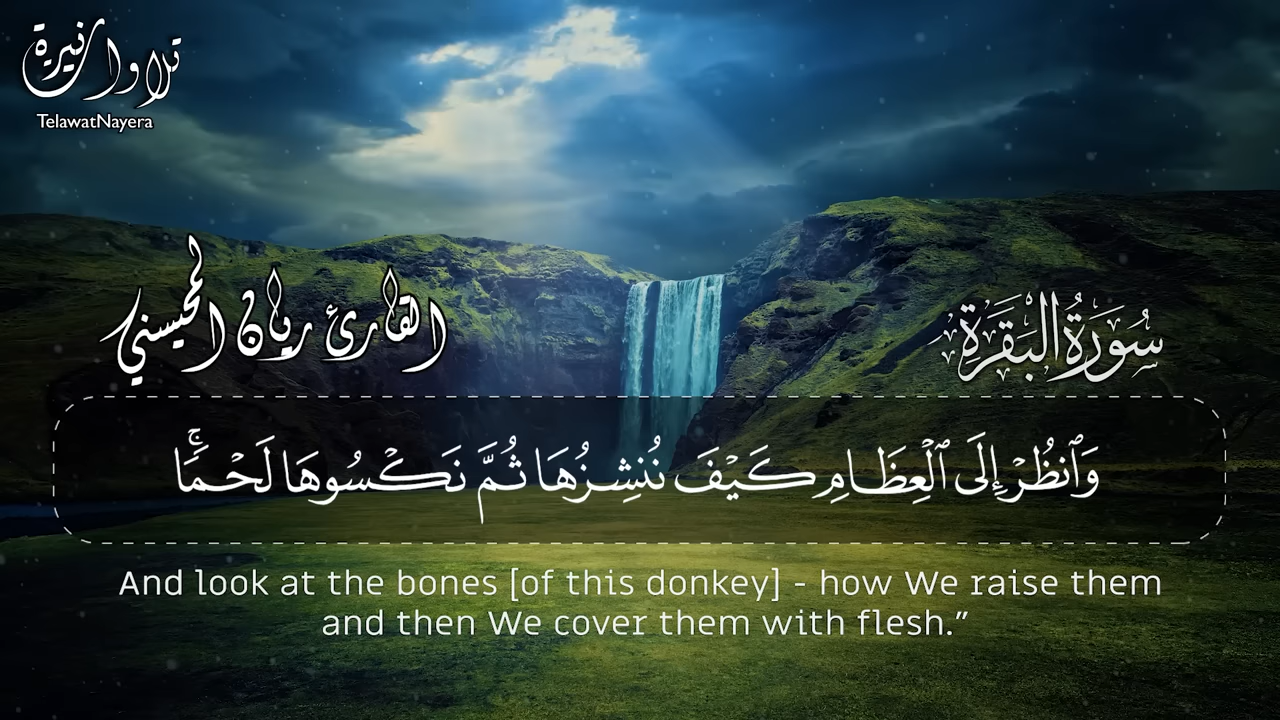 تلاوات نيرة
TelawatNayera
القارئ ريان المحيسني
سُورَةُ البَقَرَةِ
وَٱنظُرْ إِلَى ٱلْعِظَامِ كَيْفَ نُنشِزُهَا ثُمَّ نَكْسُوهَا لَحْمًا ۚ
And look at the bones [of this donkey] - how We raise them
and then We cover them with flesh.”